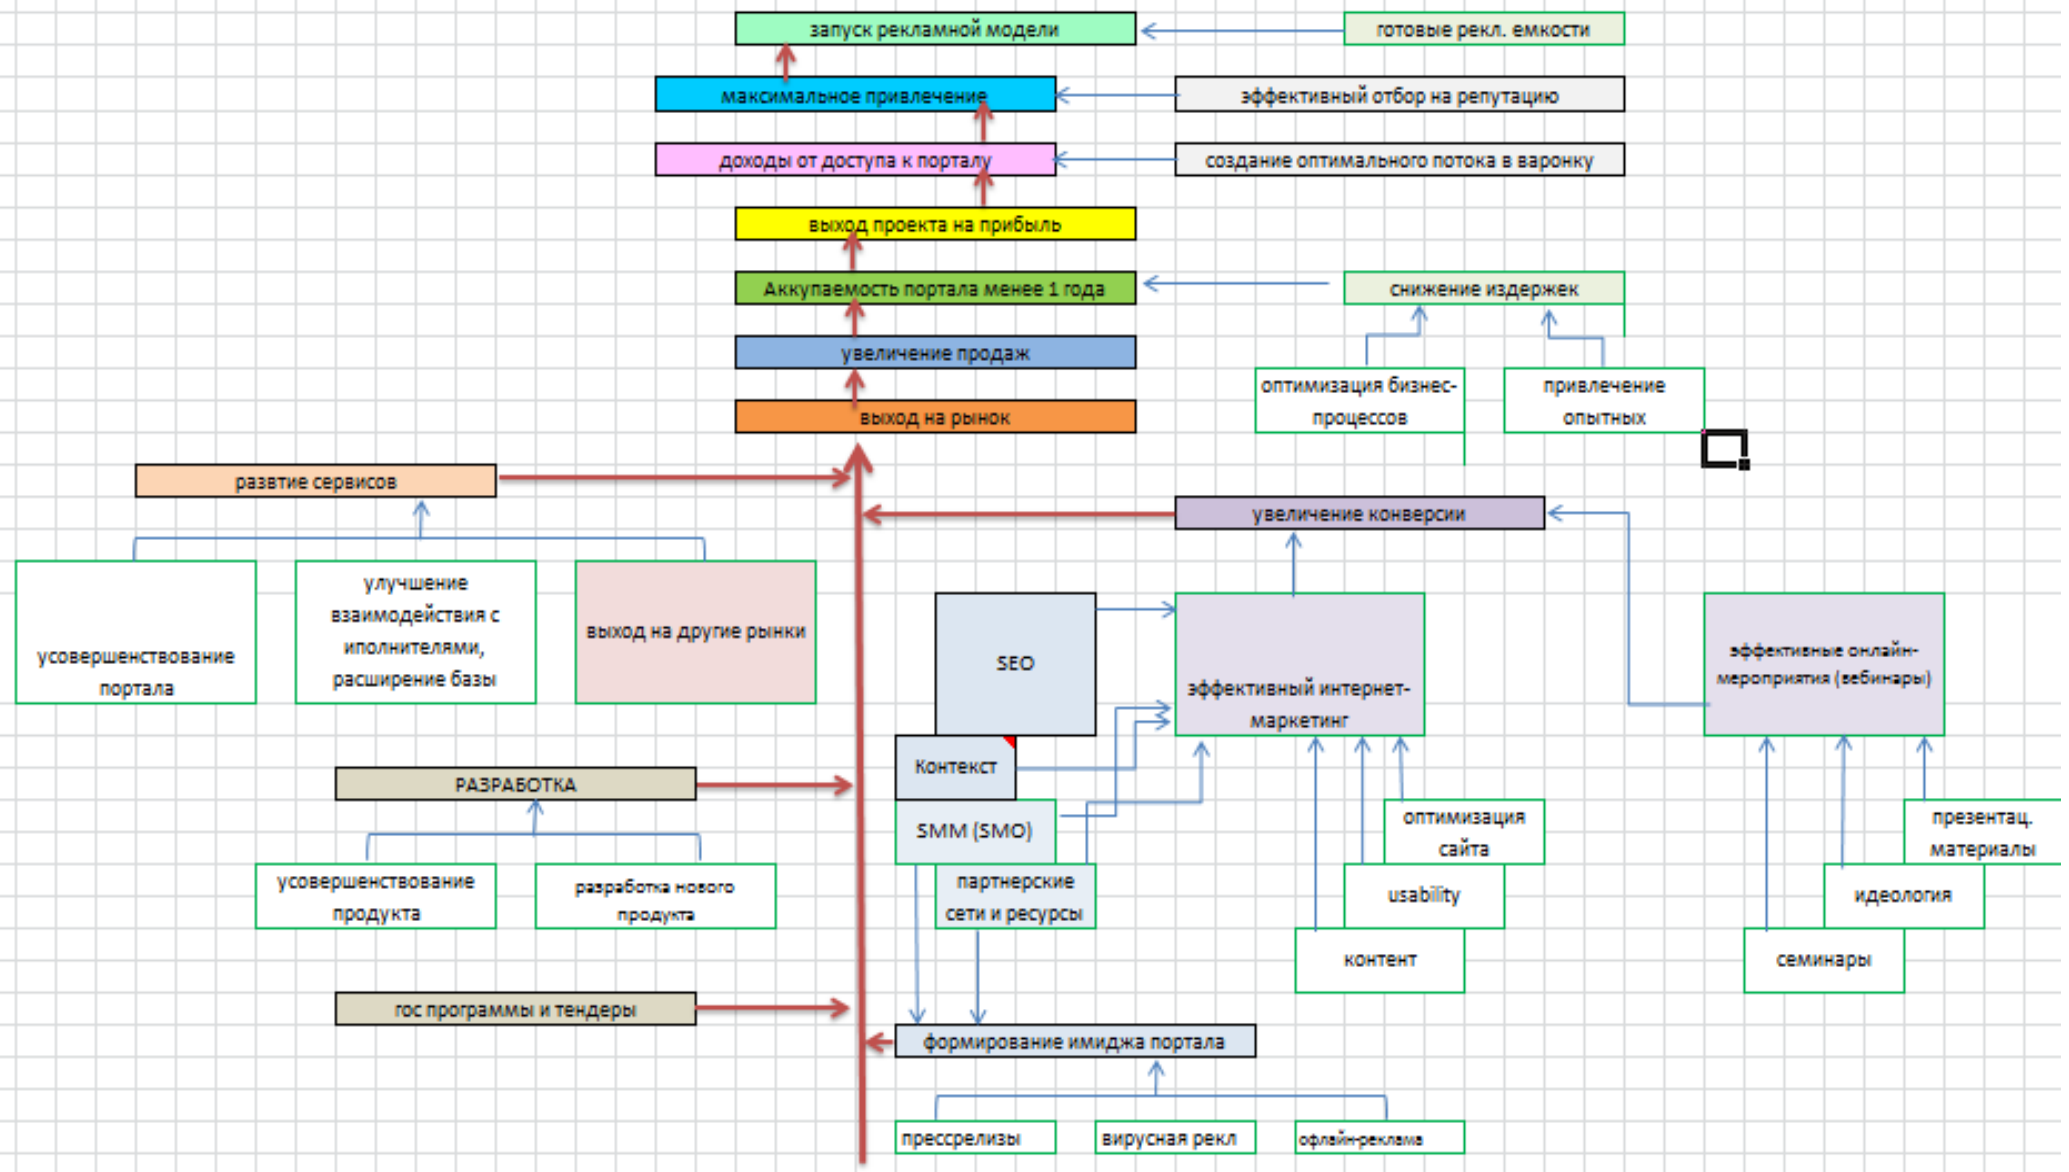 запуск рекламной модели
готовые рекл. емкости
максимальное привлечение
эффективный отбор на репутацию
доходы от доступа к порталу
создание оптимального потока в варонку
выход проекта на прибыль
Аккупаемость портала менее 1 года
снижение издержек
увеличение продаж
оптимизация бизнес-
процессов
привлечение
опытных
выход на рынок
развтие сервисов
увеличение конверсии
усовершенствование
портала
улучшение
взаимодействия с
иполнителями,
расширение базы
выход на другие рынки
SEO
эффективный интернет-
маркетинг
эффективные онлайн-
мероприятия (вебинары)
Контекст
РАЗРАБОТКА
SMM (SMO)
оптимизация
сайта
презентац.
материалы
усовершенствование
продукта
разработка нового
продукта
партнерские
сети и ресурсы
usability
идеология
контент
семинары
гос программы и тендеры
формирование имиджа портала
прессрелизы
вирусная рекл
офлайн-реклама